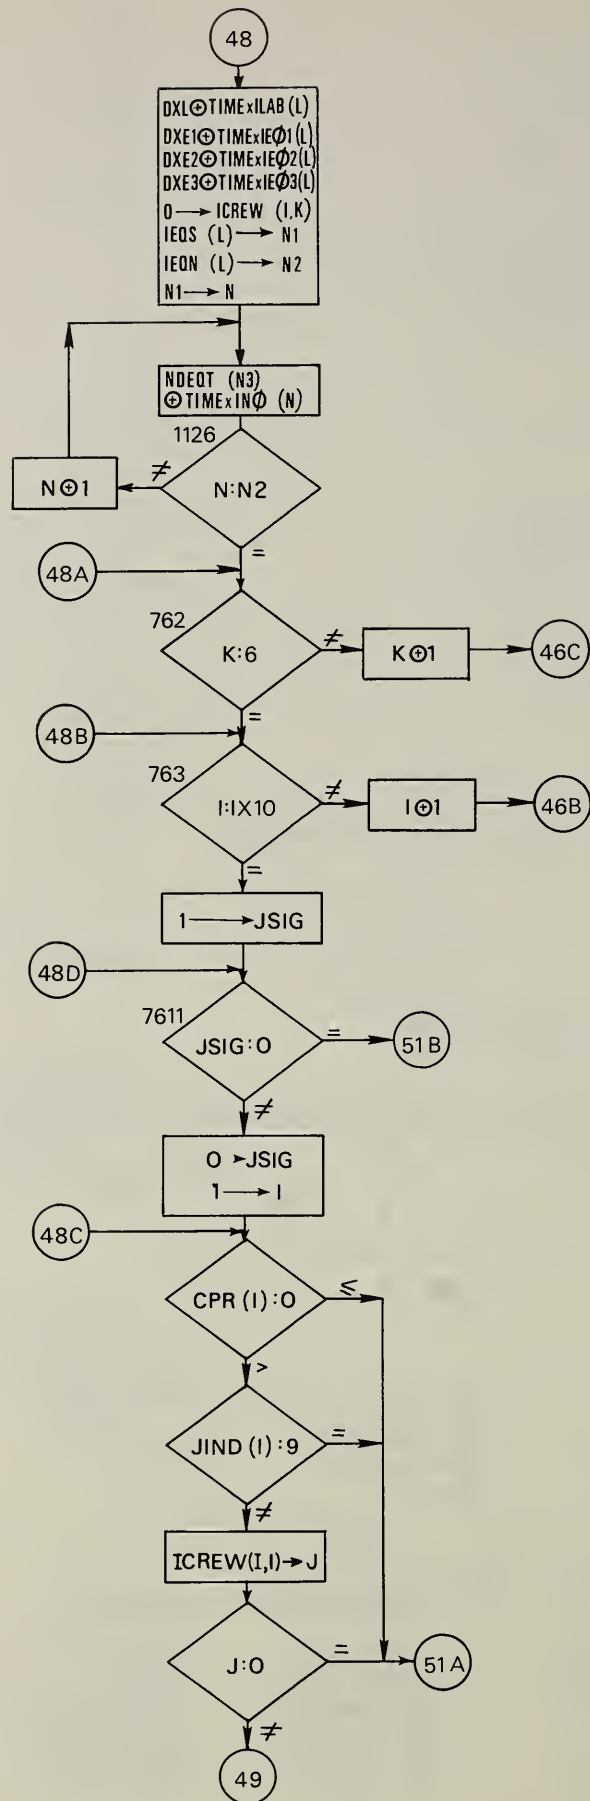 48
DXL⊕TIME×ILAB(L)
DXE1⊕TIME×IEØ1(L)
DXE2⊕TIME×IEØ2(L)
DXE3⊕TIME×IEØ3(L)
0→ICREW (I,K)
IEQS (L)→N1
IEQN (L)→N2
N1→N
NDEQT (N3)
⊕TIME×INØ (N)
1126
N⊕1
≠
N:N2
=
48A
762
K:6
≠
K⊕1
46C
=
48B
763
I:IX10
≠
I⊕1
46B
=
1→JSIG
48D
7611
JSIG:0
=
51B
≠
0→JSIG
1→I
48C
CPR(I):0
≤
>
JIND(I):9
=
≠
ICREW(I,I)→J
J:0
=
51A
≠
49